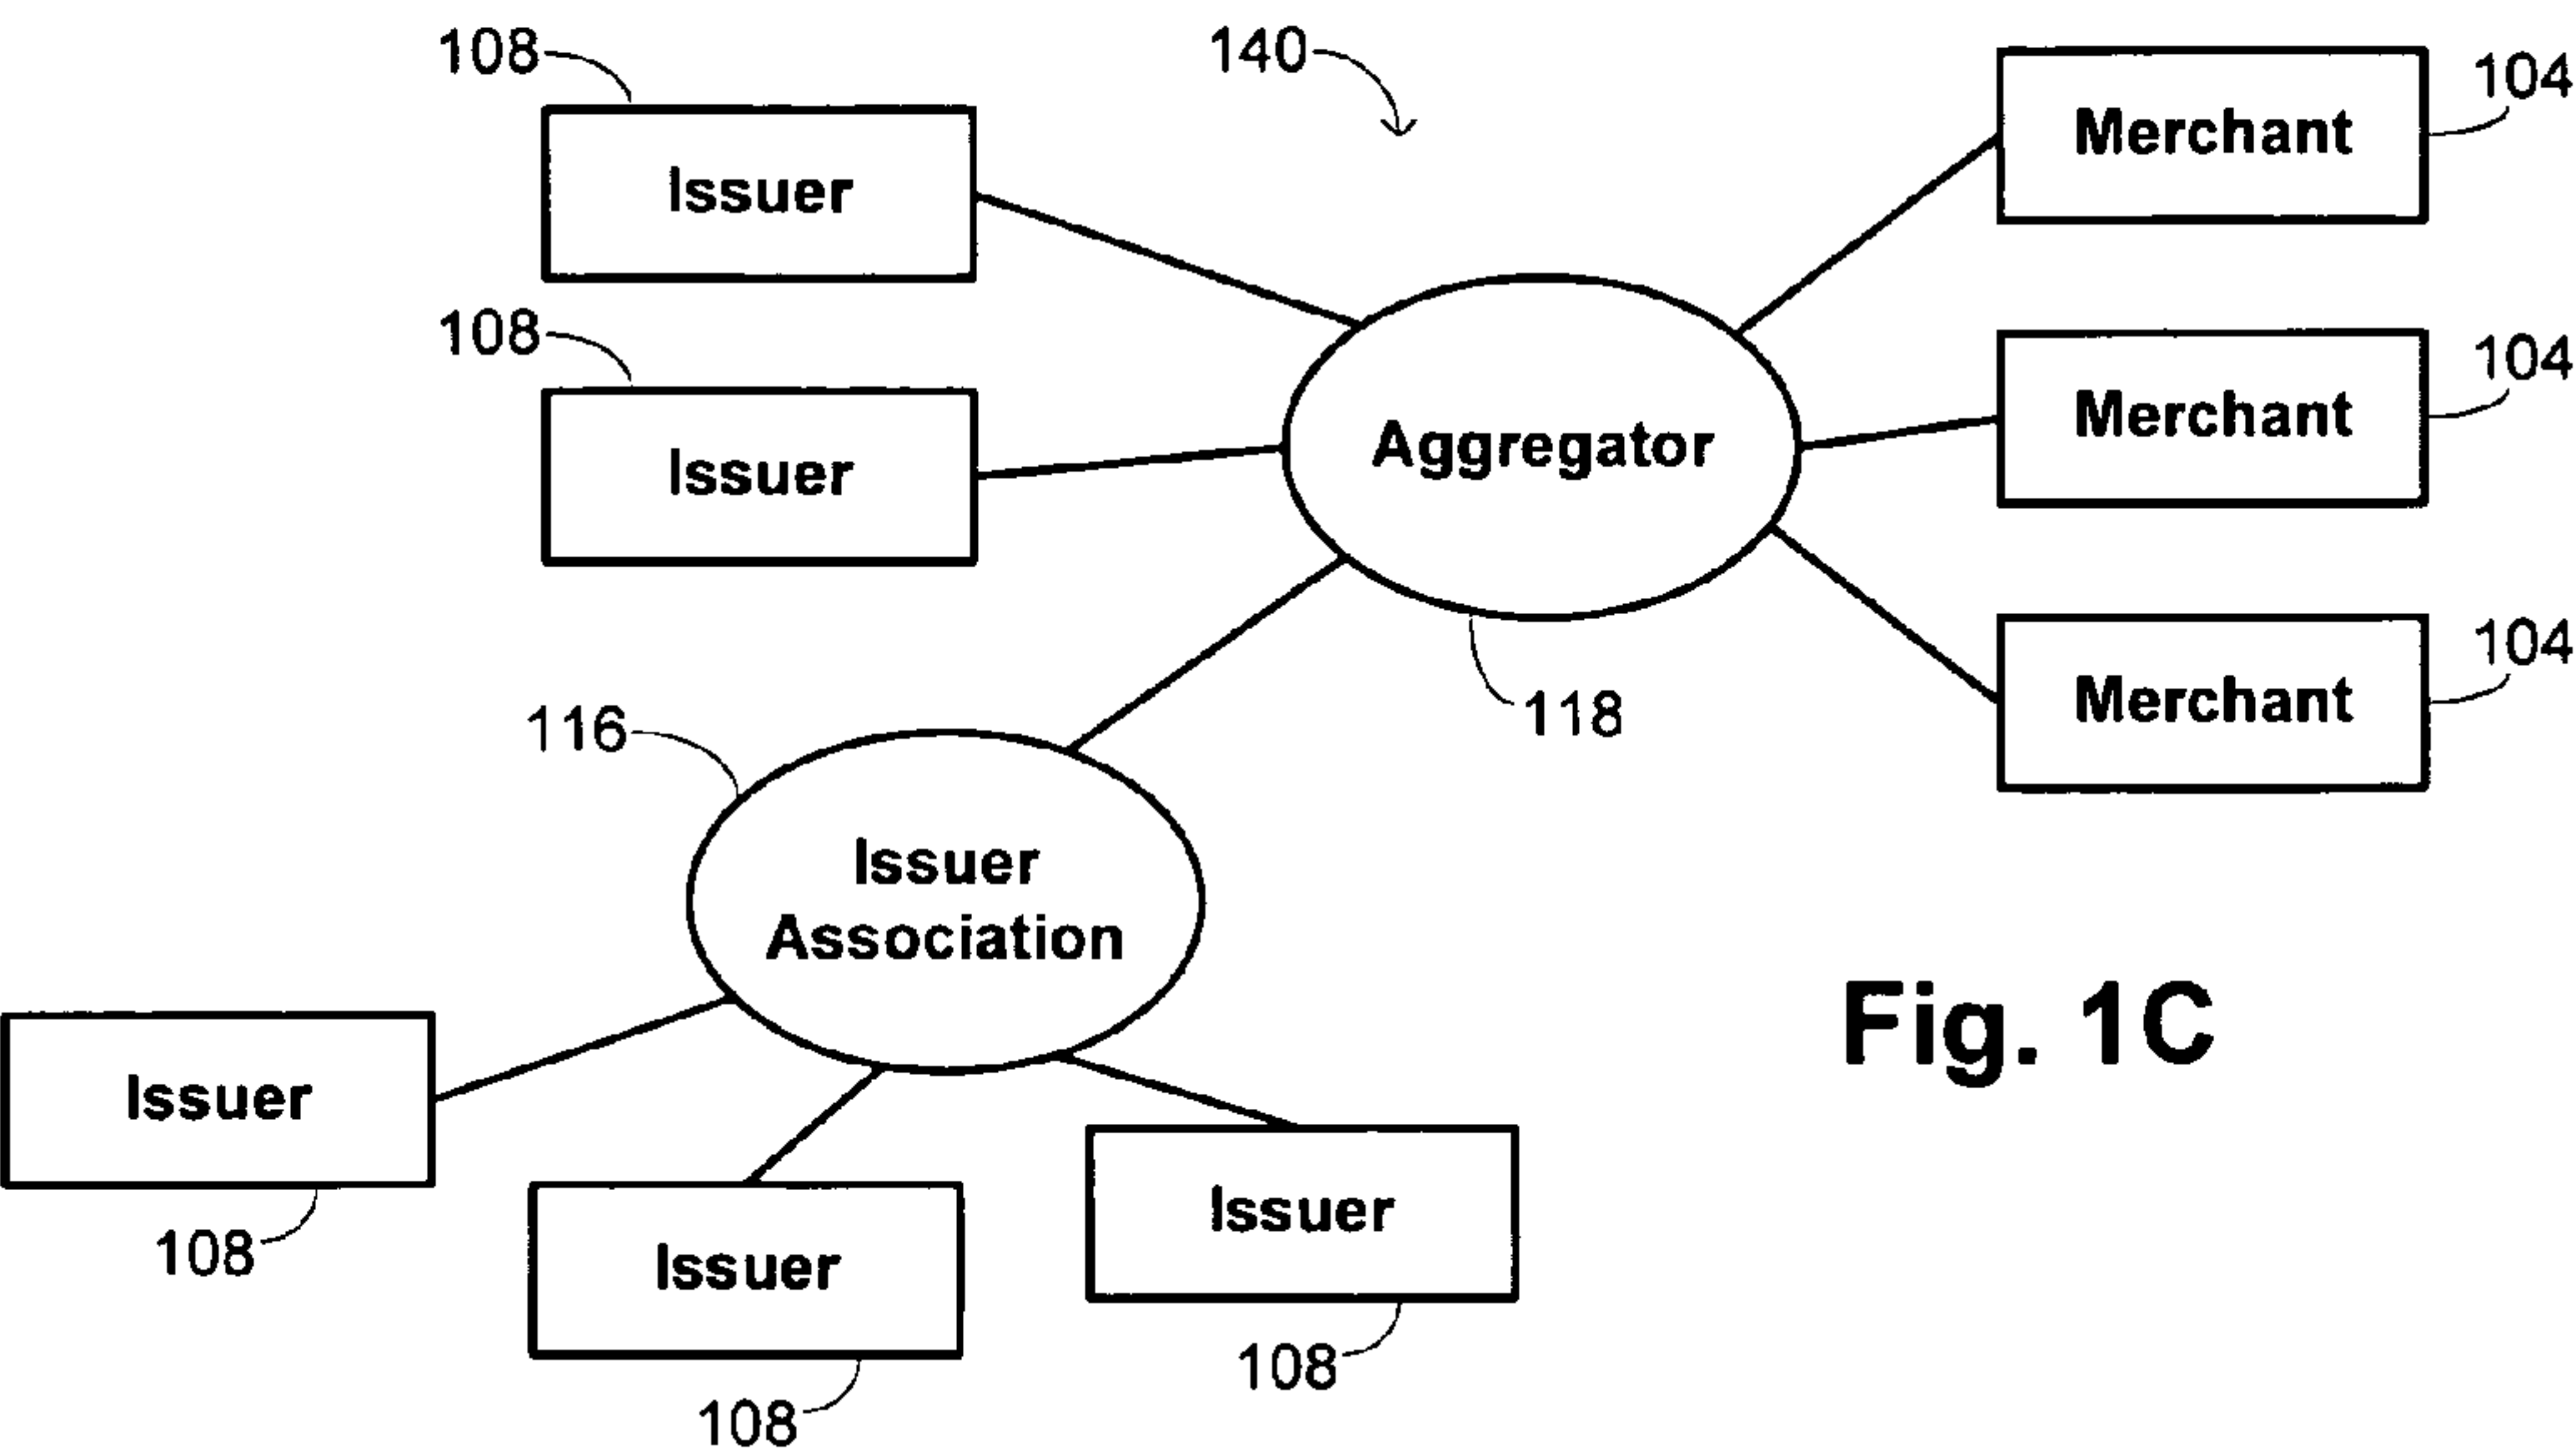 108
140
104
Merchant
Issuer
108
104
Merchant
Issuer
Aggregator
104
Merchant
118
116
Issuer
Association
Fig. 1C
Issuer
108
Issuer
108
Issuer
108